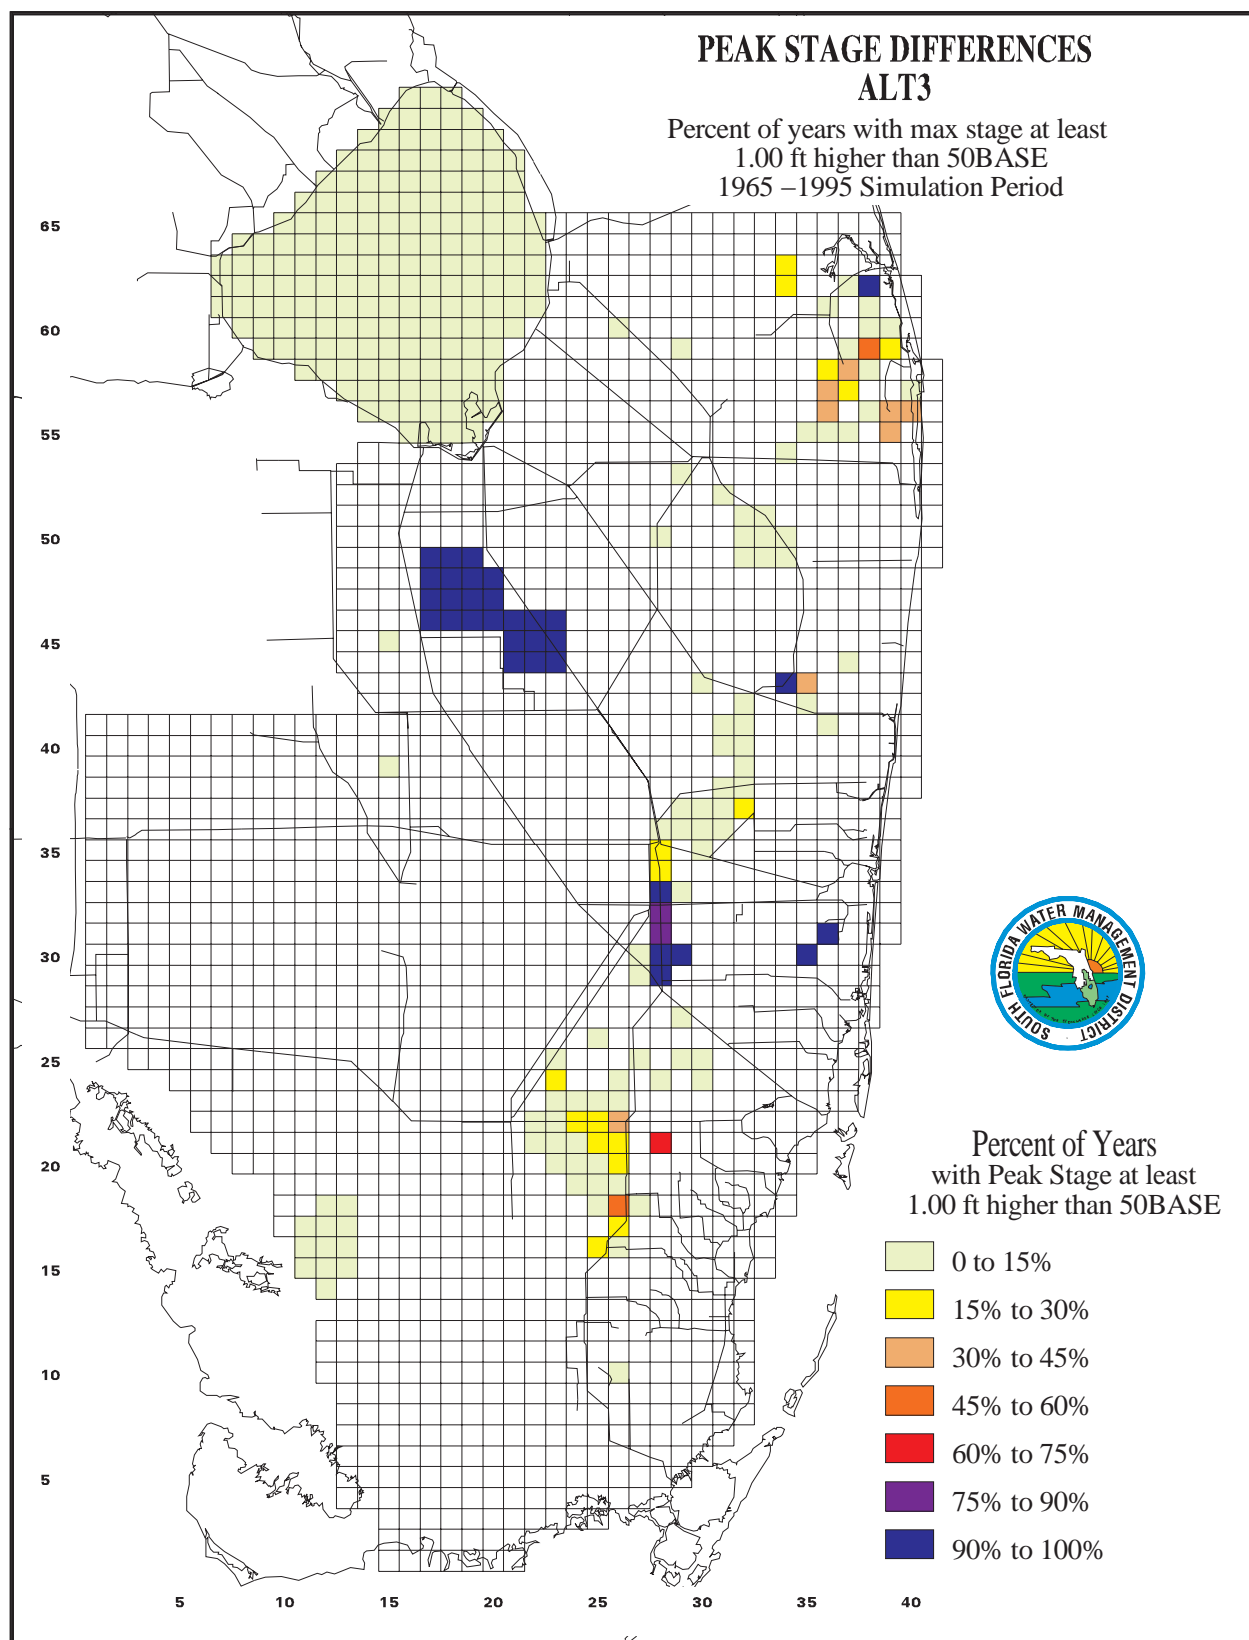 PEAK STAGE DIFFERENCES
ALT3
Percent of years with max stage at least
1.00 ft higher than 50BASE
1965 –1995 Simulation Period
65
60
55
50
45
40
35
30
25
20
15
10
5
5 10 15 20 25 30 35 40
SOUTH FLORIDA WATER MANAGEMENT DISTRICT
Percent of Years
with Peak Stage at least
1.00 ft higher than 50BASE
0 to 15%
15% to 30%
30% to 45%
45% to 60%
60% to 75%
75% to 90%
90% to 100%
“